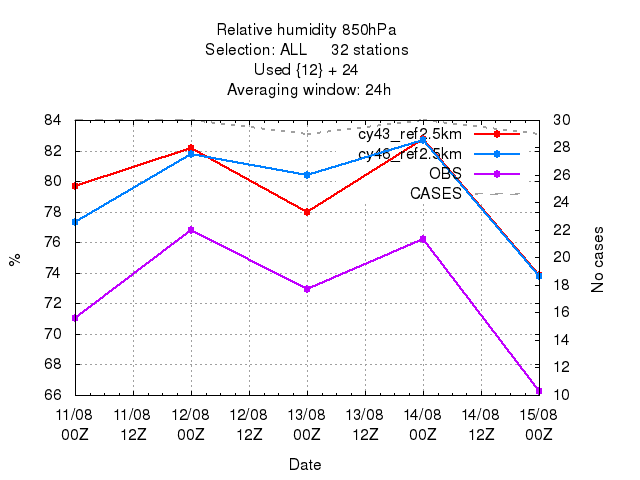 Relative humidity 850hPa
Selection: ALL 32 stations
Used {12} + 24
Averaging window: 24h
84
82
80
78
76
74
72
70
68
66
%
30
28
26
24
22
20
18
16
14
12
10
No cases
cy43_ref2.5km
cy46_ref2.5km
OBS
CASES
11/08 11/08 12/08 12/08 13/08 13/08 14/08 14/08 15/08
00Z 12Z 00Z 12Z 00Z 12Z 00Z 12Z 00Z
Date